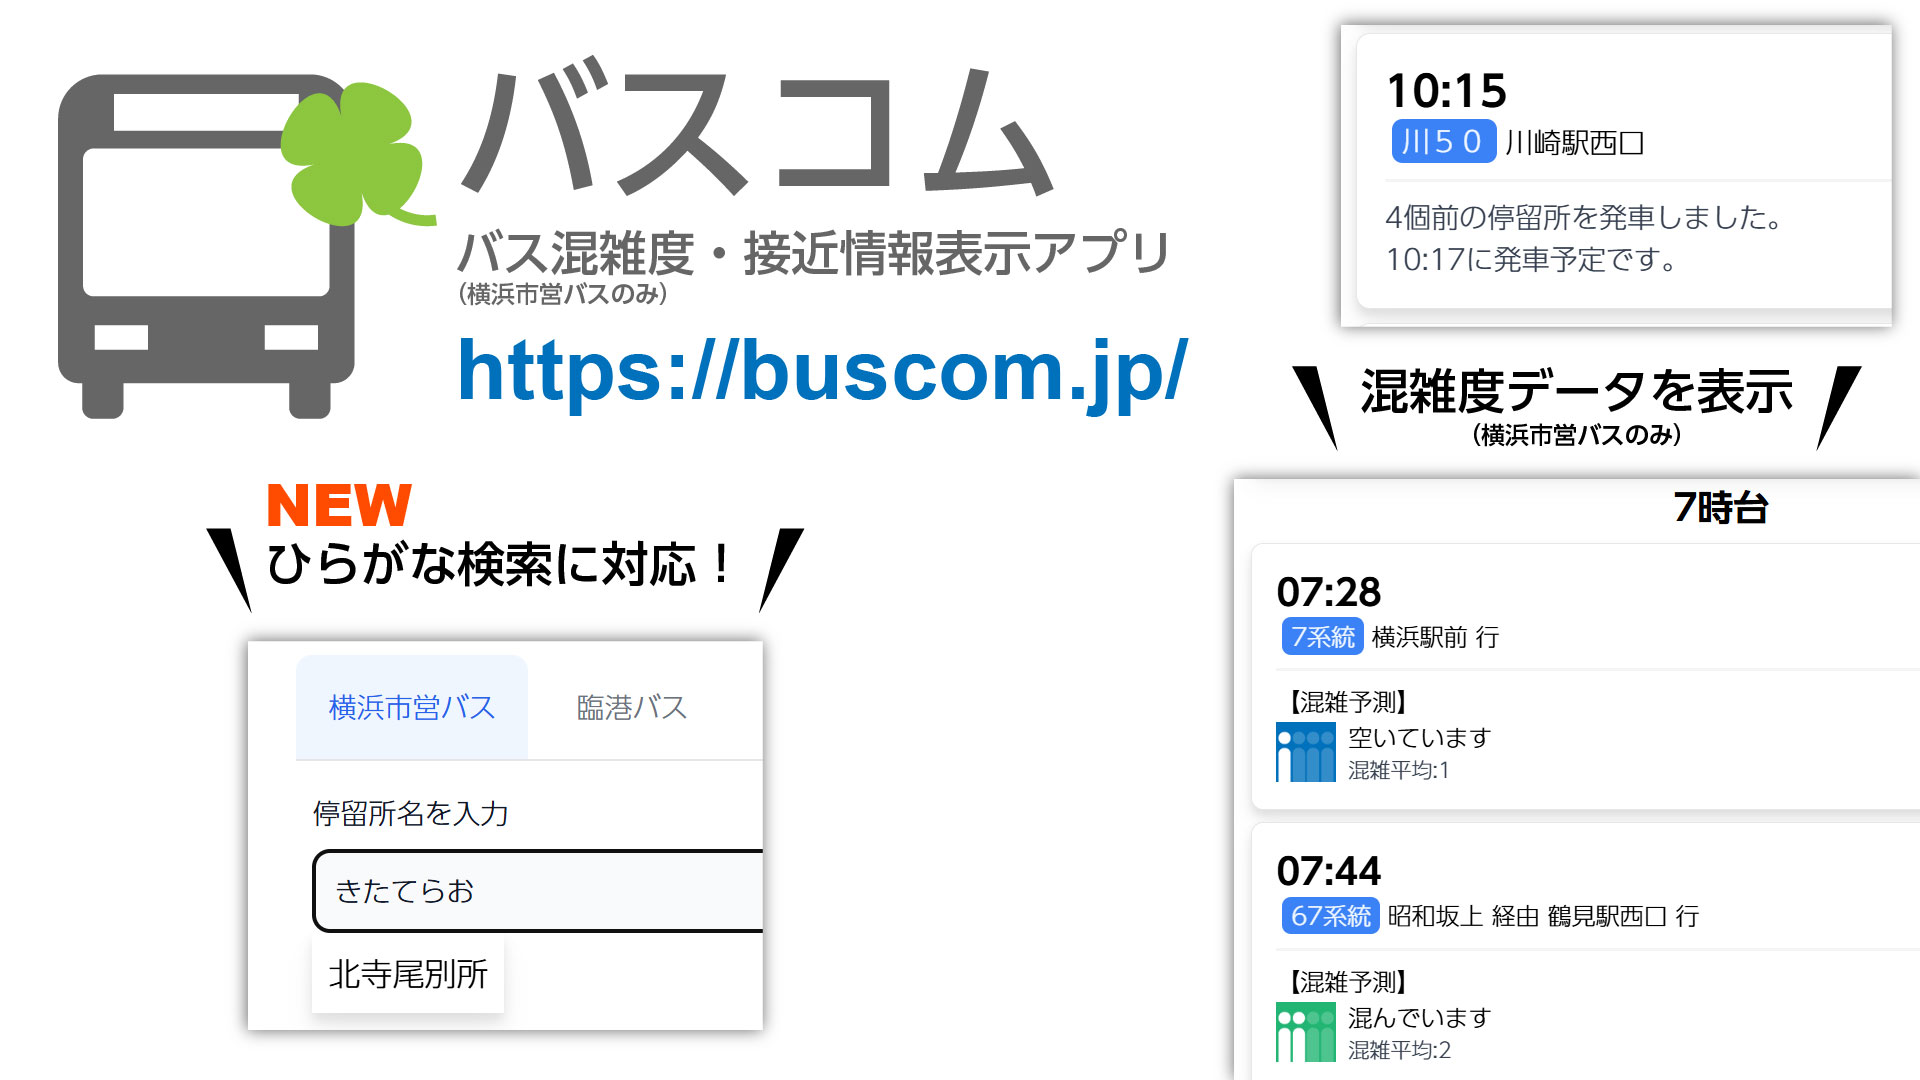 バスコム
バス混雑度・接近情報表示アプリ
(横浜市営バスのみ)
https://buscom.jp/
NEW
ひらがな検索に対応！
横浜市営バス 臨港バス
停留所名を入力
きたてらお
北寺尾別所
10:15
川５０ 川崎駅西口
4個前の停留所を発車しました。
10:17に発車予定です。
混雑度データを表示
(横浜市営バスのみ)
7時台
07:28
7系統 横浜駅前 行
【混雑予測】
空いています
混雑平均:1
07:44
67系統 昭和坂上 経由 鶴見駅西口 行
【混雑予測】
混んでいます
混雑平均:2